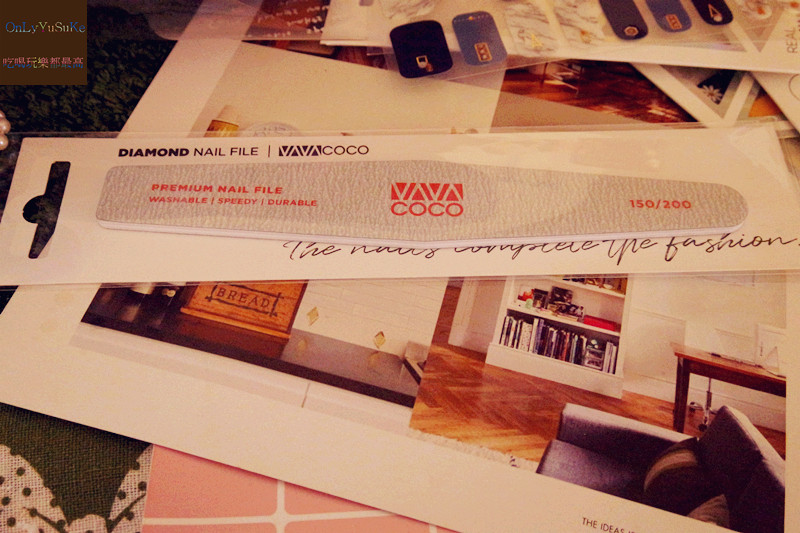 OnLyYuSuKe
吃喝玩樂都最高
REAL
DIAMOND NAIL FILE | VAVACOCO
PREMIUM NAIL FILE
WASHABLE | SPEEDY | DURABLE
VAVA
COCO
150/200
The nails complete the fashion.
BREAD
THE IDEAS